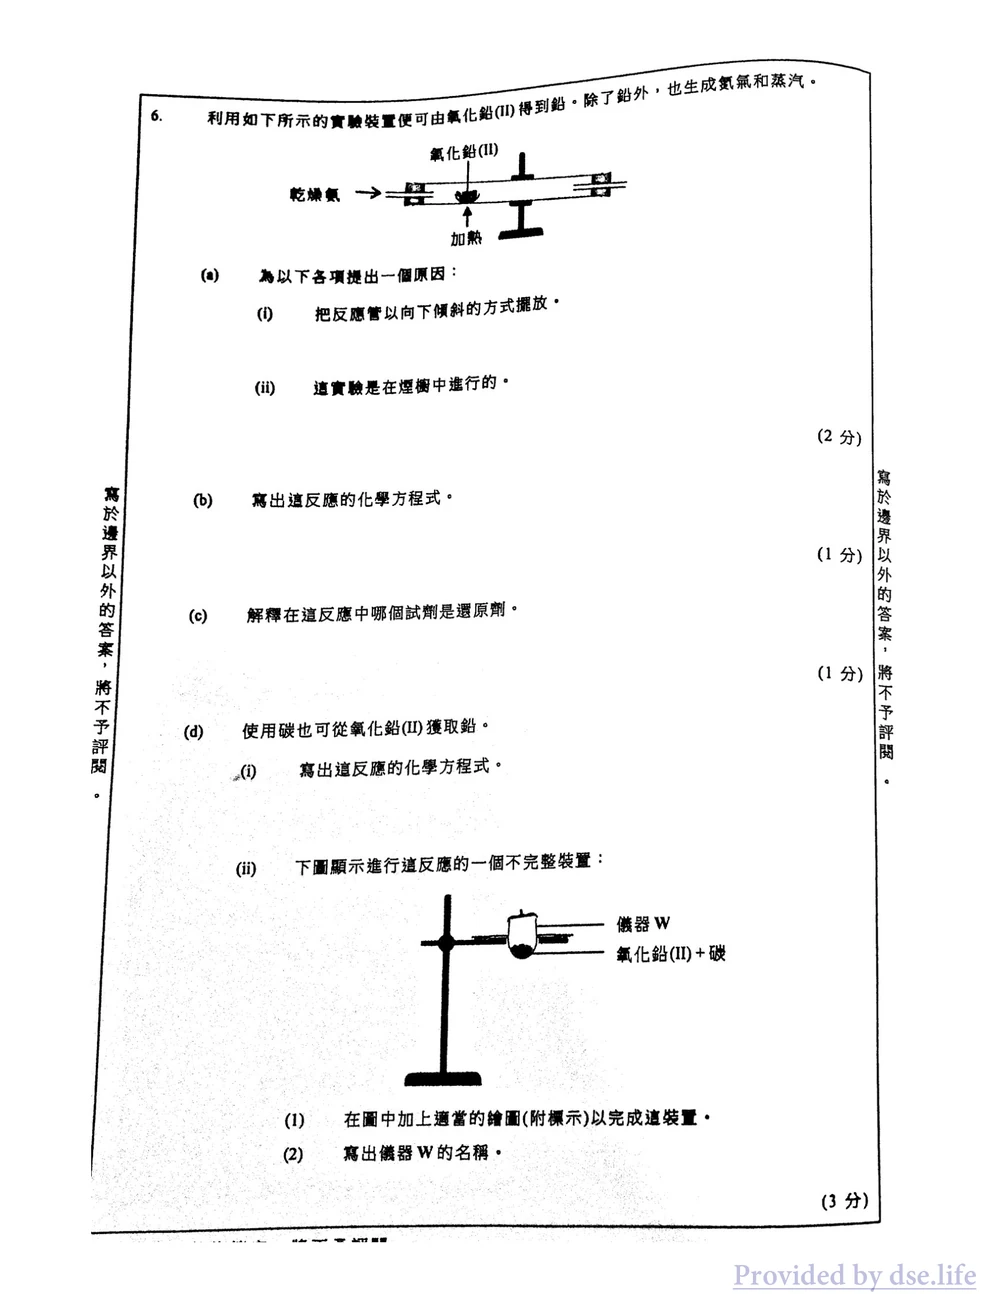 6. 利用如下所示的實驗裝置便可由氧化鉛(II)得到鉛。除了鉛外，也生成氮氣和蒸汽。
氧化鉛(II)
乾燥氨
加熱
(a) 為以下各項提出一個原因：
(i) 把反應管以向下傾斜的方式擺放。
(ii) 這實驗是在煙櫥中進行的。
(2 分)
(b) 寫出這反應的化學方程式。
(1 分)
(c) 解釋在這反應中哪個試劑是還原劑。
(1 分)
(d) 使用碳也可從氧化鉛(II)獲取鉛。
(i) 寫出這反應的化學方程式。
(ii) 下圖顯示進行這反應的一個不完整裝置：
儀器 W
氧化鉛(II) + 碳
(1) 在圖中加上適當的繪圖(附標示)以完成這裝置。
(2) 寫出儀器 W 的名稱。
(3 分)
寫於邊界以外的答案，將不予評閱。
寫於邊界以外的答案，將不予評閱。
Provided by dse.life